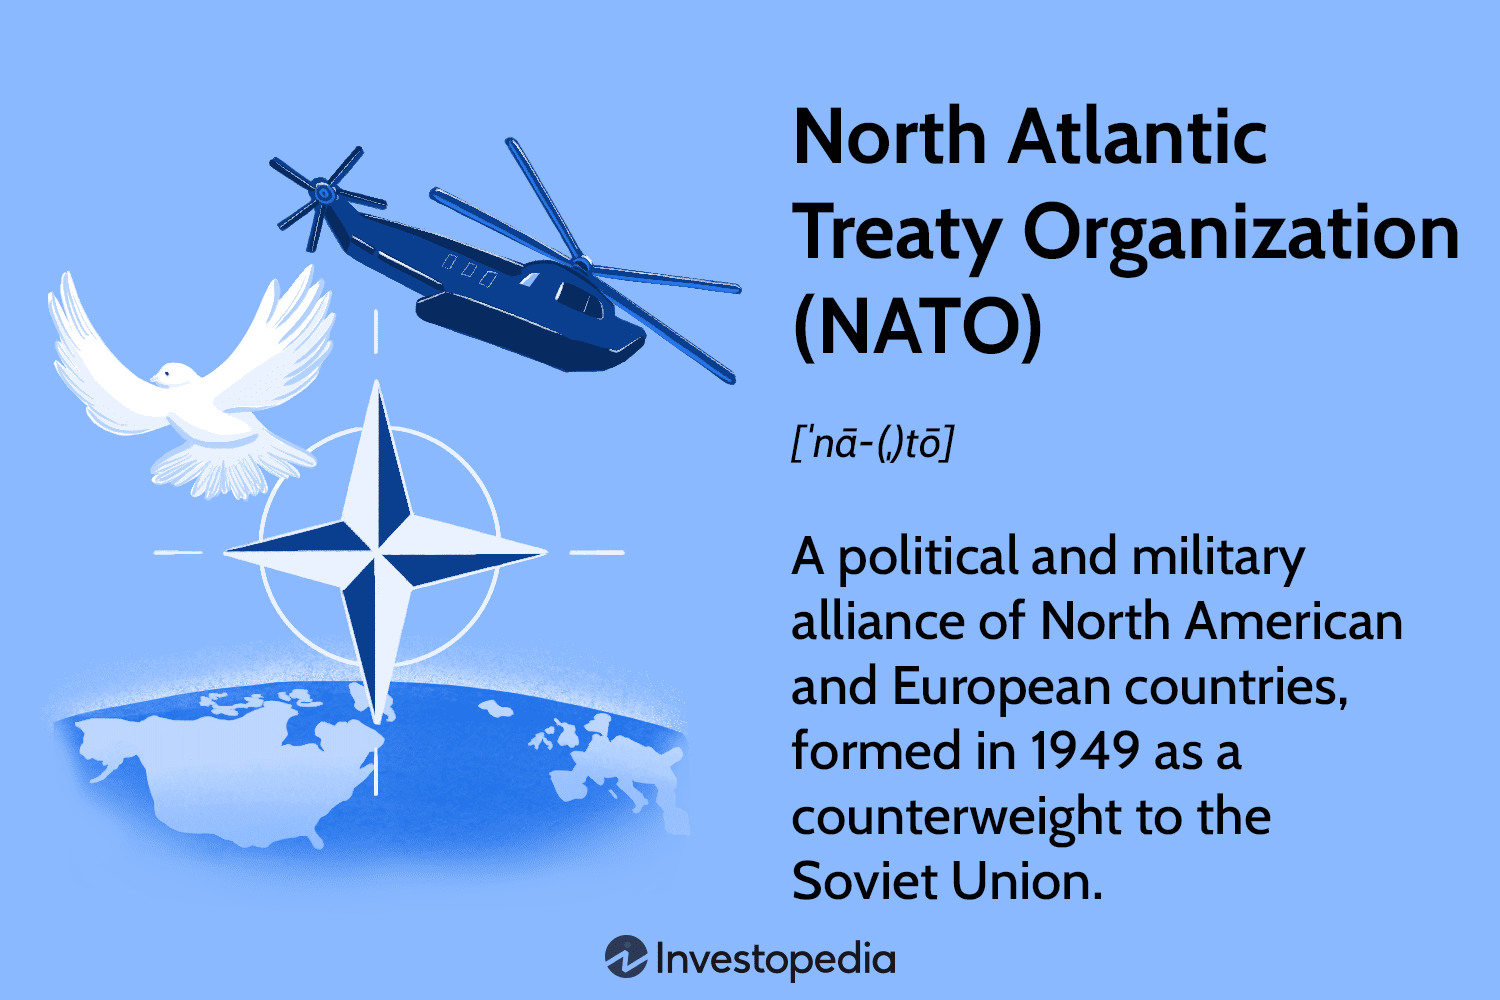 North Atlantic
Treaty Organization
(NATO)
[ˈnā-(ˌ)tō]
A political and military
alliance of North American
and European countries,
formed in 1949 as a
counterweight to the
Soviet Union.
Investopedia